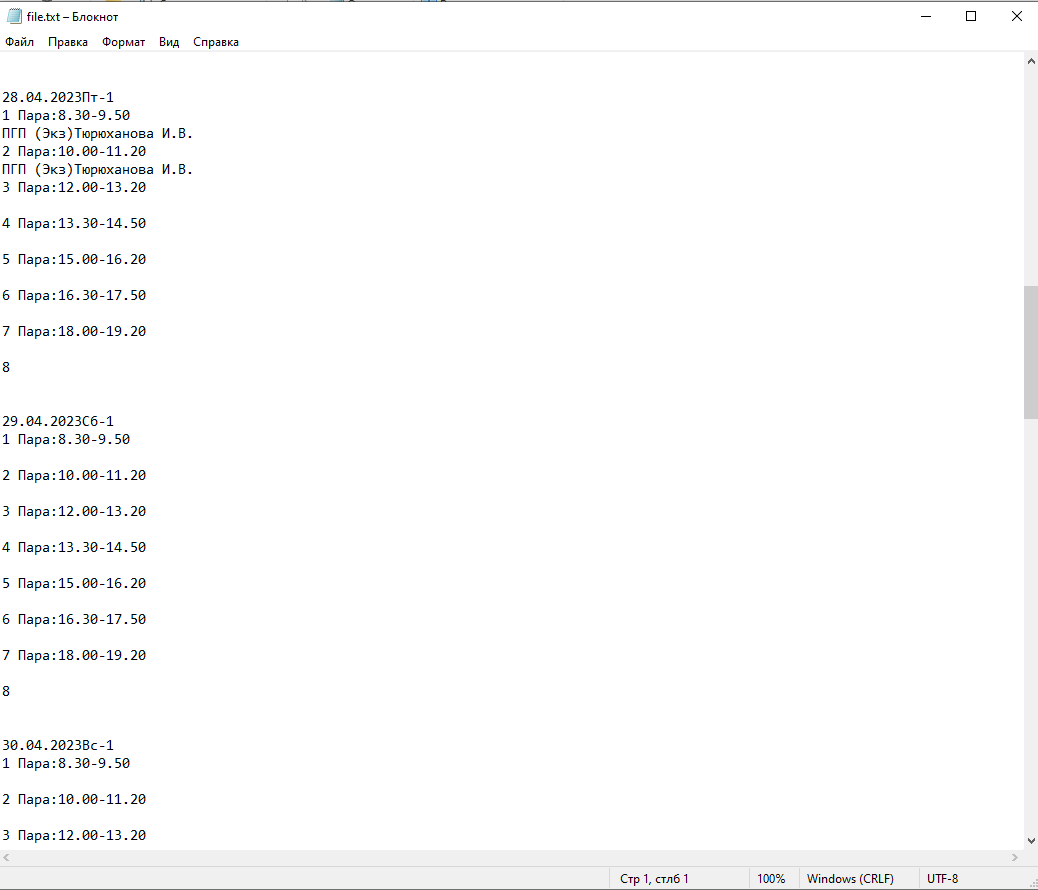 file.txt – Блокнот
Файл Правка Формат Вид Справка
28.04.2023Пт-1
1 Пара:8.30-9.50
ПГП (Экз)Тюрюханова И.В.
2 Пара:10.00-11.20
ПГП (Экз)Тюрюханова И.В.
3 Пара:12.00-13.20
4 Пара:13.30-14.50
5 Пара:15.00-16.20
6 Пара:16.30-17.50
7 Пара:18.00-19.20
8
29.04.2023Сб-1
1 Пара:8.30-9.50
2 Пара:10.00-11.20
3 Пара:12.00-13.20
4 Пара:13.30-14.50
5 Пара:15.00-16.20
6 Пара:16.30-17.50
7 Пара:18.00-19.20
8
30.04.2023Вс-1
1 Пара:8.30-9.50
2 Пара:10.00-11.20
3 Пара:12.00-13.20
Стр 1, стлб 1 100% Windows (CRLF) UTF-8